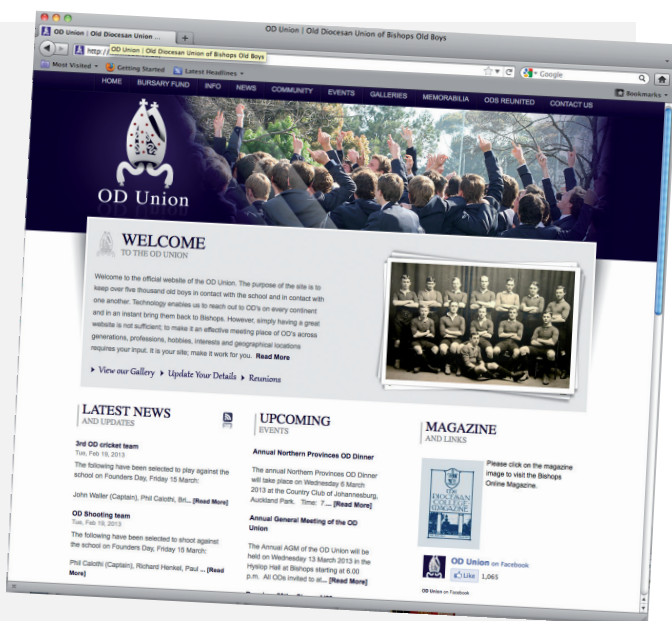 OD Union | Old Diocesan Union of Bishops Old Boys
OD Union | Old Diocesan Union ...
http://
OD Union | Old Diocesan Union of Bishops Old Boys
Google
Most Visited
Getting Started
Latest Headlines
Bookmarks
HOME BURSARY FUND INFO NEWS COMMUNITY EVENTS GALLERIES MEMORABILIA ODS REUNITED CONTACT US
OD Union
WELCOME
TO THE OD UNION
Welcome to the official website of the OD Union. The purpose of the site is to
keep over five thousand old boys in contact with the school and in contact with
one another. Technology enables us to reach out to OD's on every continent
and in an instant bring them back to Bishops. However, simply having a great
website is not sufficient; to make it an effective meeting place of OD's across
generations, professions, hobbies, interests and geographical locations
requires your input. It is your site; make it work for you. Read More
View our Gallery Update Your Details Reunions
LATEST NEWS
AND UPDATES
3rd OD cricket team
Tue, Feb 19, 2013
The following have been selected to play against the
school on Founders Day, Friday 15 March:
John Waller (Captain), Phil Calothi, Bri... [Read More]
OD Shooting team
Tue, Feb 19, 2013
The following have been selected to shoot against
the school on Founders Day, Friday 15 March:
Phil Calothi (Captain), Richard Henkel, Paul ... [Read
More]
UPCOMING
EVENTS
Annual Northern Provinces OD Dinner
The annual Northern Provinces OD Dinner
will take place on Wednesday 6 March
2013 at the Country Club of Johannesburg,
Auckland Park. Time: 7... [Read More]
Annual General Meeting of the OD
Union
The Annual AGM of the OD Union will be
held on Wednesday 13 March 2013 in the
Hyslop Hall at Bishops starting at 6.00
p.m. All ODs invited to at... [Read More]
MAGAZINE
AND LINKS
THE
DIOCESAN
COLLEGE
MAGAZINE
Please click on the magazine
image to visit the Bishops
Online Magazine.
OD Union on Facebook
Like 1,065
OD Union on Facebook